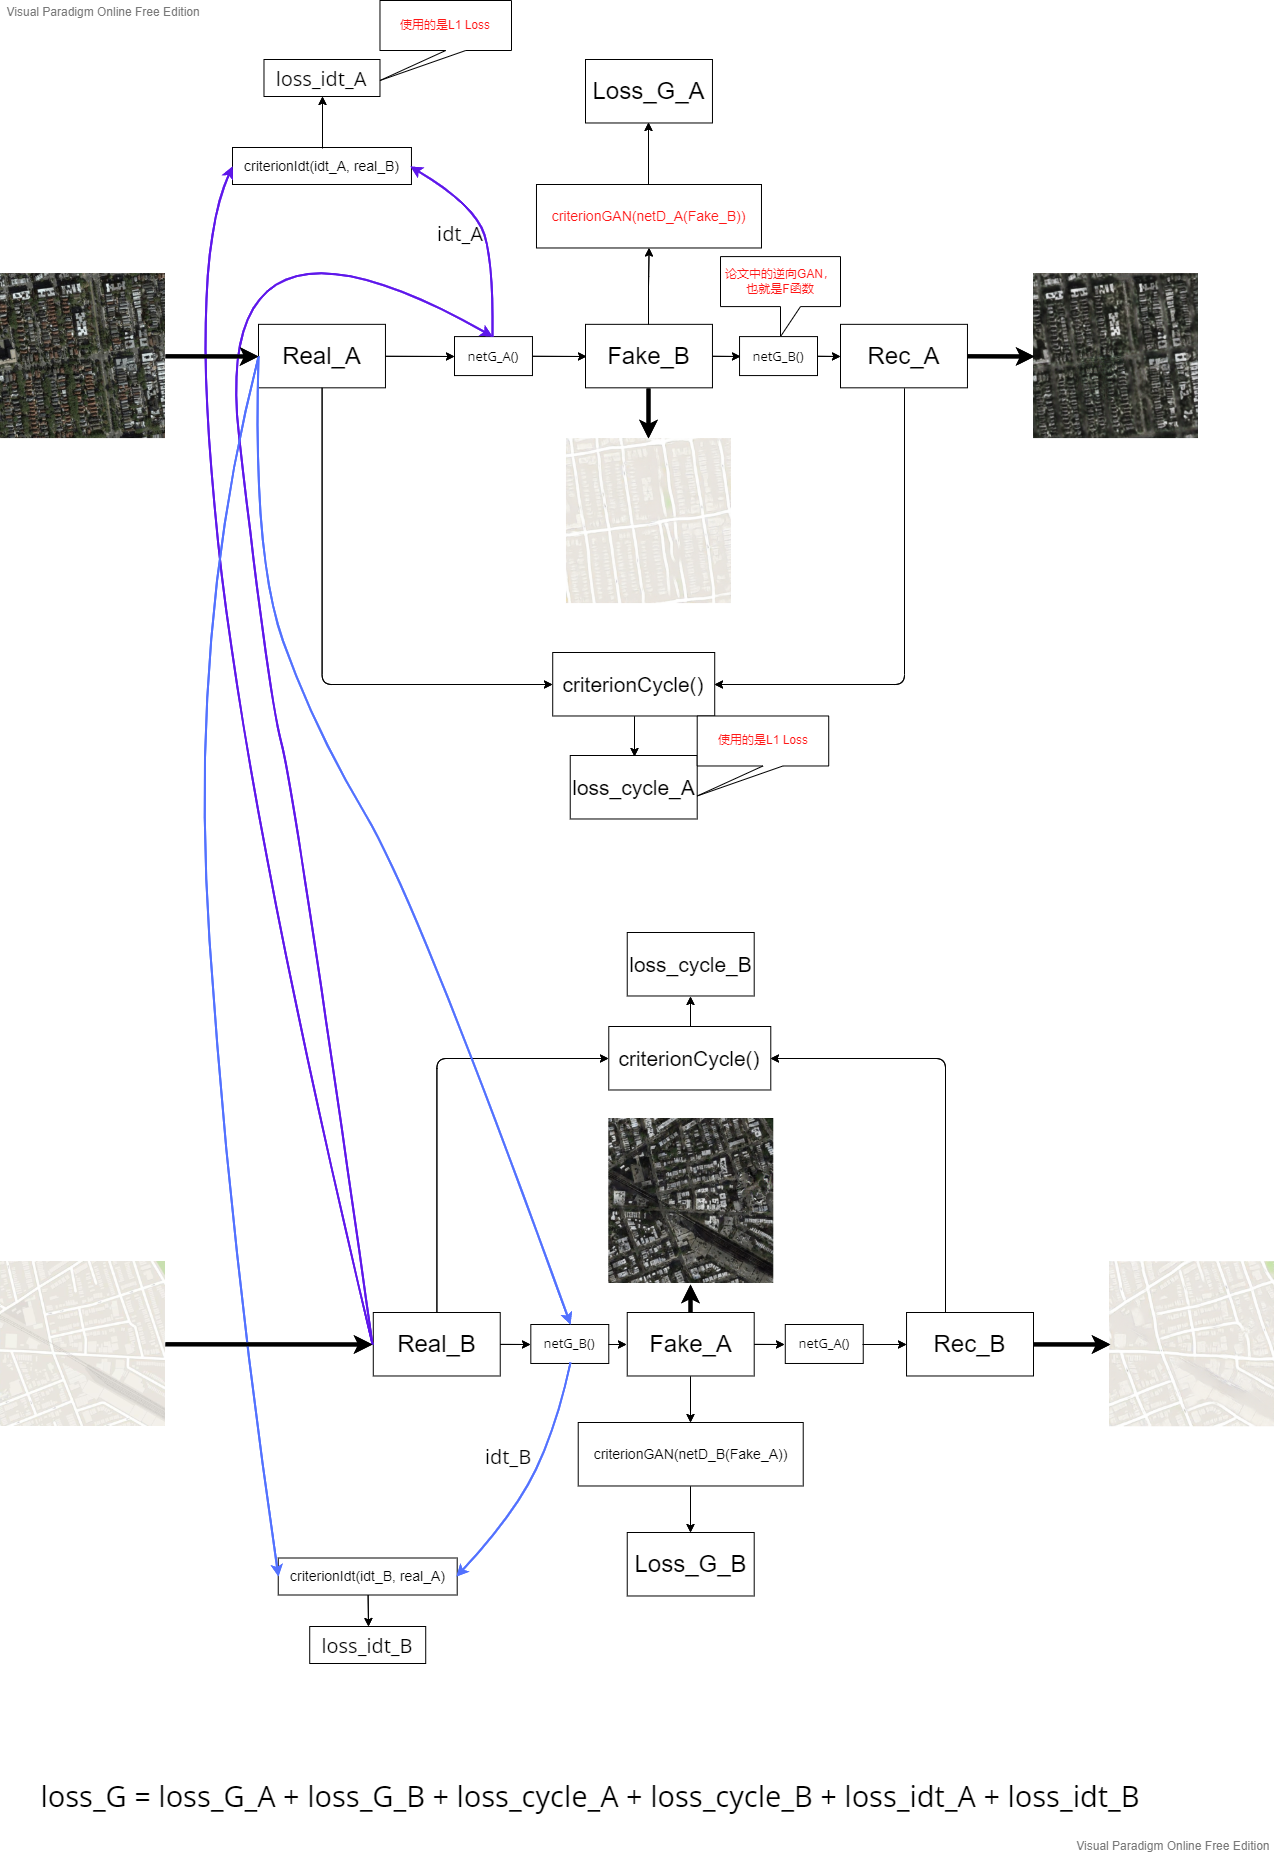 Visual Paradigm Online Free Edition
使用的是L1 Loss
loss_idt_A
Loss_G_A
criterionIdt(idt_A, real_B)
criterionGAN(netD_A(Fake_B))
idt_A
论文中的逆向GAN,
也就是F函数
Real_A
netG_A()
Fake_B
netG_B()
Rec_A
criterionCycle()
使用的是L1 Loss
loss_cycle_A
loss_cycle_B
criterionCycle()
Real_B
netG_B()
Fake_A
netG_A()
Rec_B
idt_B
criterionGAN(netD_B(Fake_A))
Loss_G_B
criterionIdt(idt_B, real_A)
loss_idt_B
loss_G = loss_G_A + loss_G_B + loss_cycle_A + loss_cycle_B + loss_idt_A + loss_idt_B
Visual Paradigm Online Free Edition